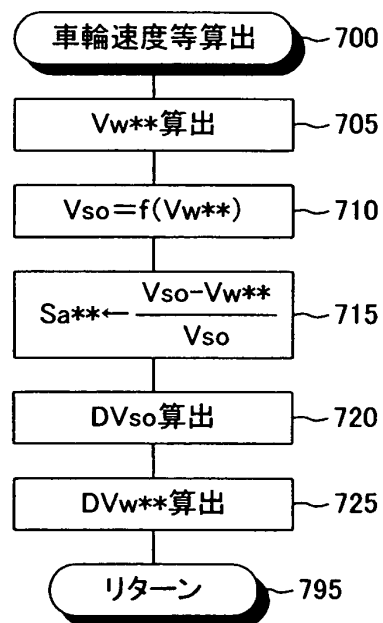 車輪速度等算出 700
Vw**算出 705
Vso=f(Vw**) 710
Sa**←(Vso-Vw**)/Vso 715
DVso算出 720
DVw**算出 725
リターン 795